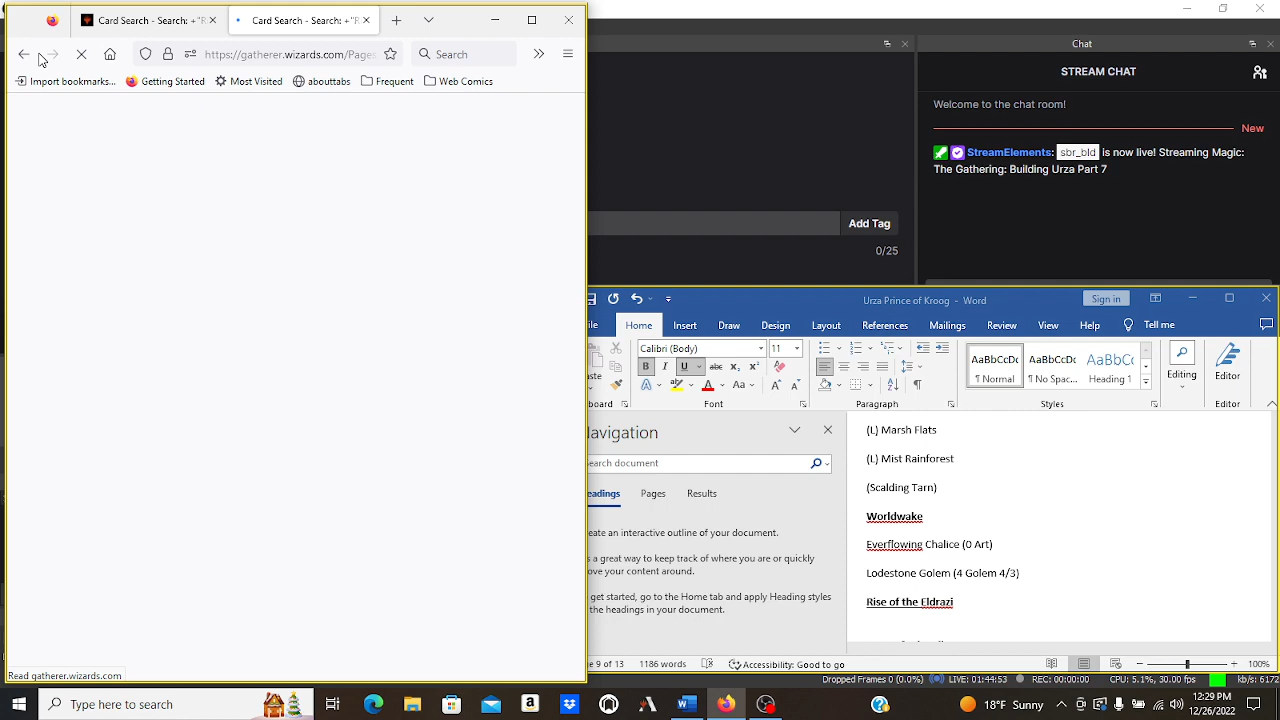 Card Search - Search: +"R
Card Search - Search: +"R
https://gatherer.wizards.com/Pages
Search
Import bookmarks...
Getting Started
Most Visited
abouttabs
Frequent
Web Comics
Read gatherer.wizards.com
Chat
STREAM CHAT
Welcome to the chat room!
New
StreamElements: sbr_bld is now live! Streaming Magic:
The Gathering: Building Urza Part 7
Add Tag
0/25
Urza Prince of Kroog - Word
Sign in
ile Home Insert Draw Design Layout References Mailings Review View Help Tell me
Calibri (Body) 11
AaBbCcDc AaBbCcDc AaBbCc
Normal No Spac... Heading 1
aste
Editing Editor
board Font Paragraph Styles Editor
avigation
earch document
eadings Pages Results
eate an interactive outline of your document.
s a great way to keep track of where you are or quickly
ove your content around.
get started, go to the Home tab and apply Heading styles
the headings in your document.
(L) Marsh Flats
(L) Mist Rainforest
(Scalding Tarn)
Worldwake
Everflowing Chalice (0 Art)
Lodestone Golem (4 Golem 4/3)
Rise of the Eldrazi
ge 9 of 13 1186 words Accessibility: Good to go 100%
Dropped Frames 0 (0.0%) LIVE: 01:44:53 REC: 00:00:00 CPU: 5.1%, 30.00 fps kb/s: 6172
Type here to search
18°F Sunny
12:29 PM
12/26/2022